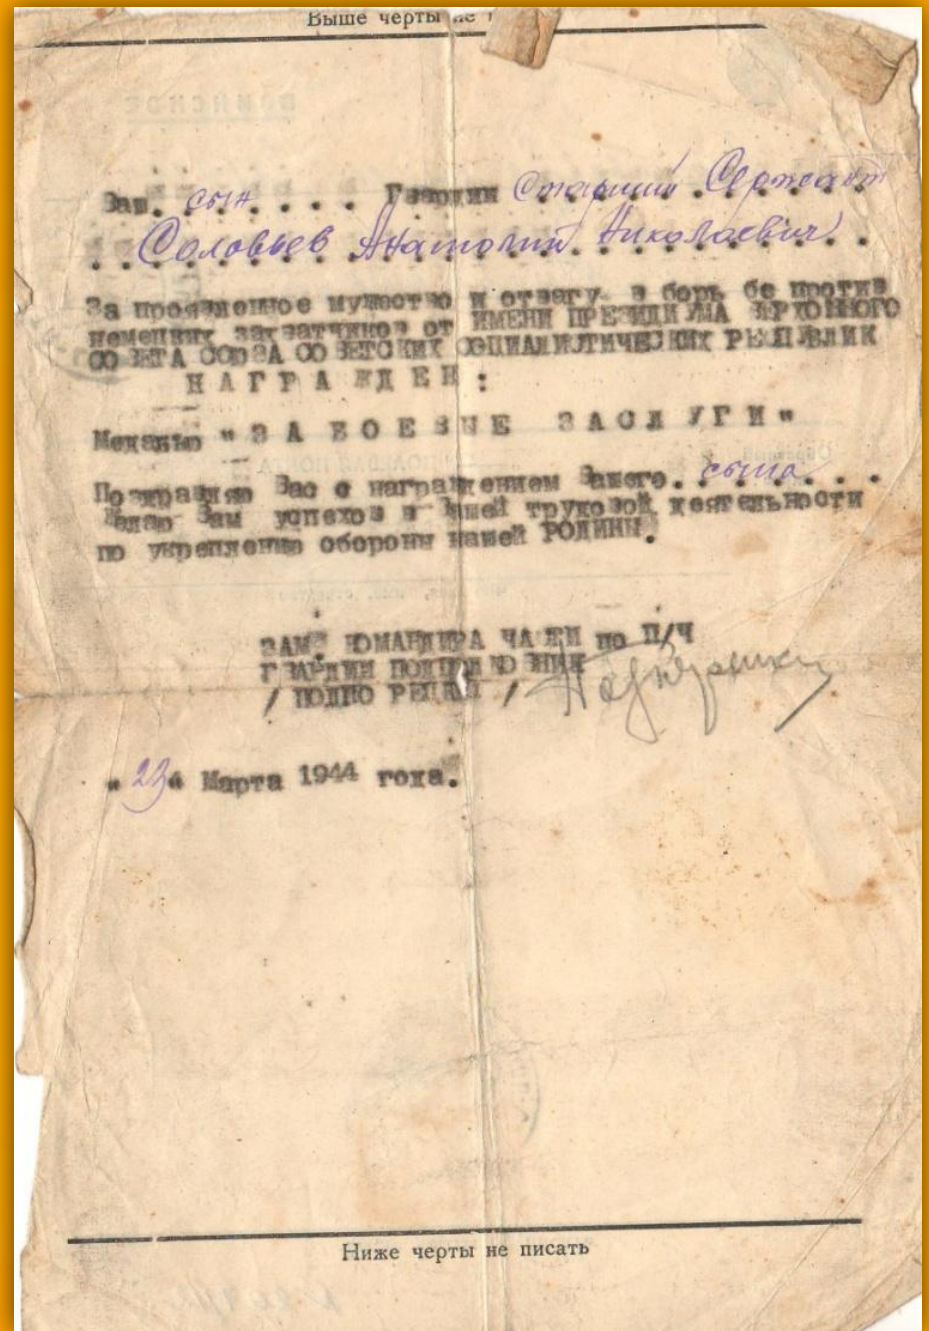 Выше черты не
Ваш. сын . . . . Гвардии Старший Сержант
Соловьев Анатолий Николаевич
За проявленное мужество и отвагу в борь бе против
немецких захватчиков от ИМЕНИ ПРЕЗИДИУМА ВЕРХОВНОГО
СОВЕТА СОЮЗА СОВЕТСКИХ СОЦИАЛИСТИЧЕСКИХ РЕСПУБЛИК
НАГРАЖДЕН:
Медалью "ЗА БОЕВЫЕ ЗАСЛУГИ"
Поздравляю Вас с награждением Вашего. сына
Желаю Вам успехов в Вашей трудовой деятельности
по укреплению обороны нашей РОДИНЫ.
ЗАМ. КОМАНДИРА ЧАСТИ по П/Ч
ГВАРДИИ ПОДПОЛКОВНИК
/ ПОДПО /
"23" Марта 1944 года.
Ниже черты не писать